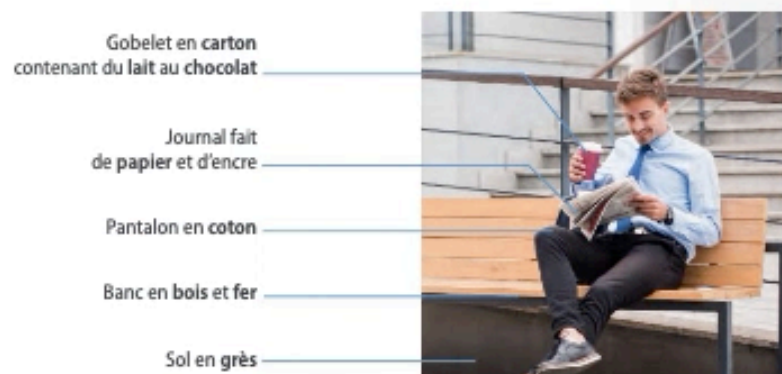 Gobelet en carton
contenant du lait au chocolat
Journal fait
de papier et d'encre
Pantalon en coton
Banc en bois et fer
Sol en grès